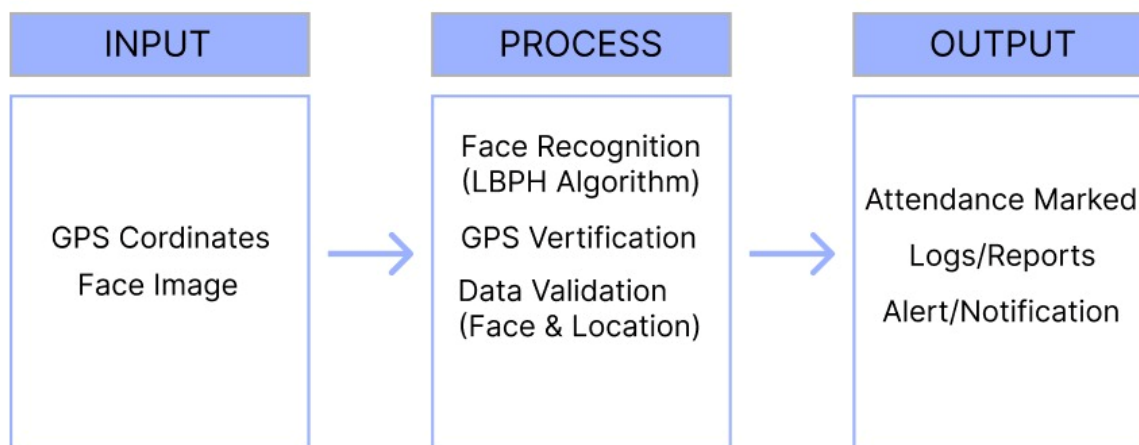 INPUT
GPS Cordinates
Face Image
PROCESS
Face Recognition
(LBPH Algorithm)
GPS Vertification
Data Validation
(Face & Location)
OUTPUT
Attendance Marked
Logs/Reports
Alert/Notification